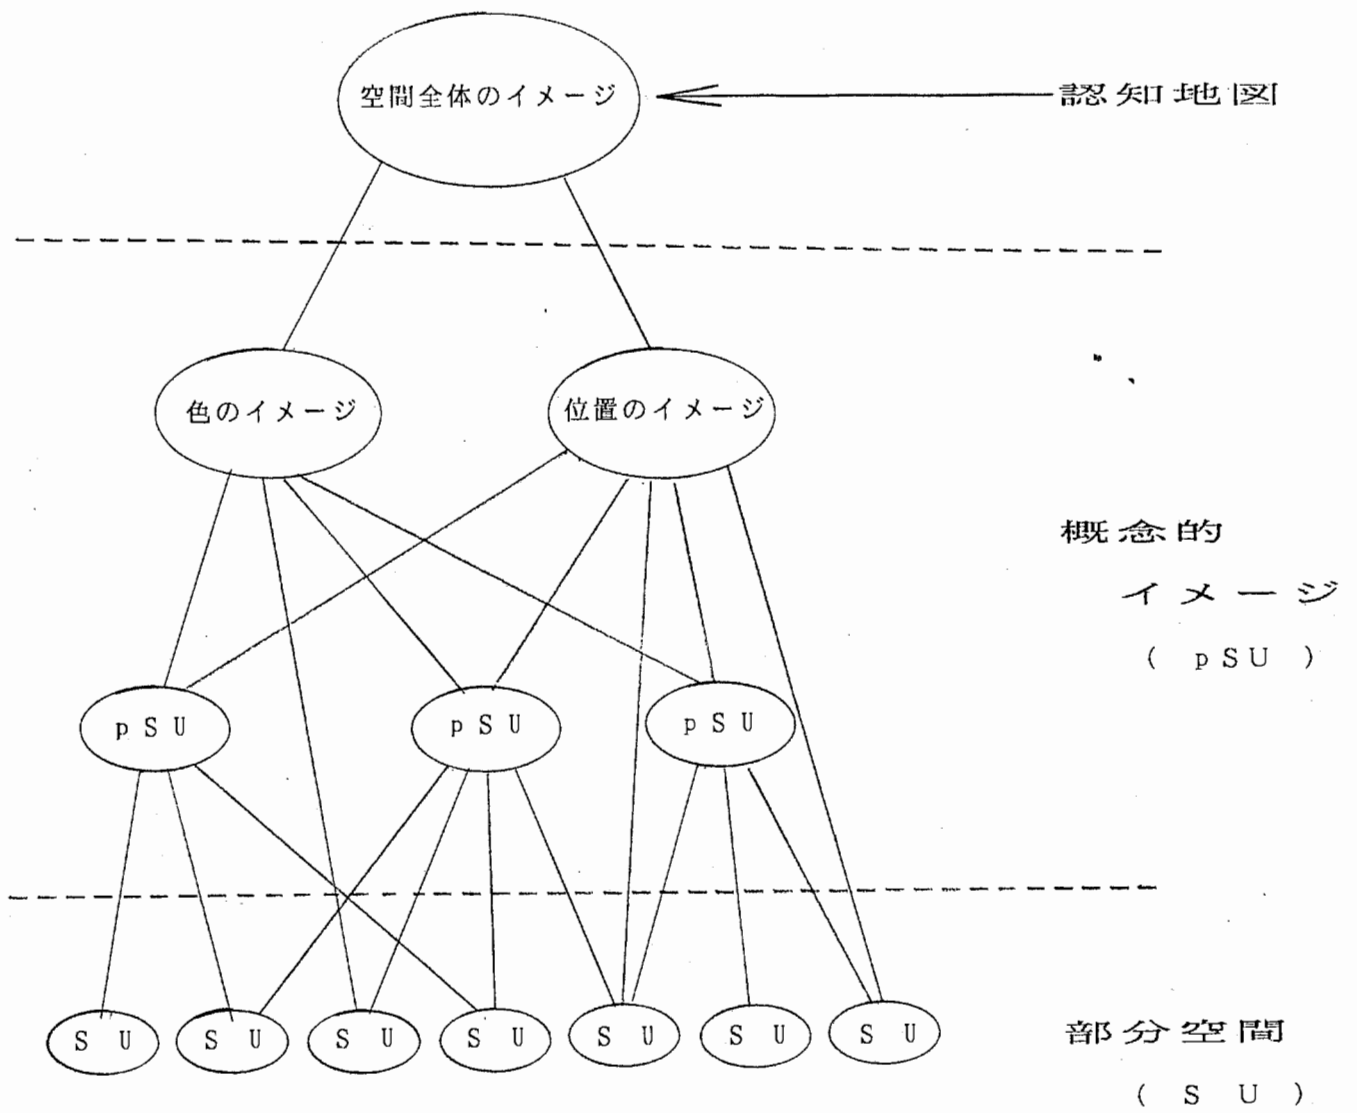 空間全体のイメージ
認知地図
色のイメージ
位置のイメージ
概念的
イメージ
( pSU )
pSU
pSU
pSU
SU
SU
SU
SU
SU
SU
SU
部分空間
( SU )